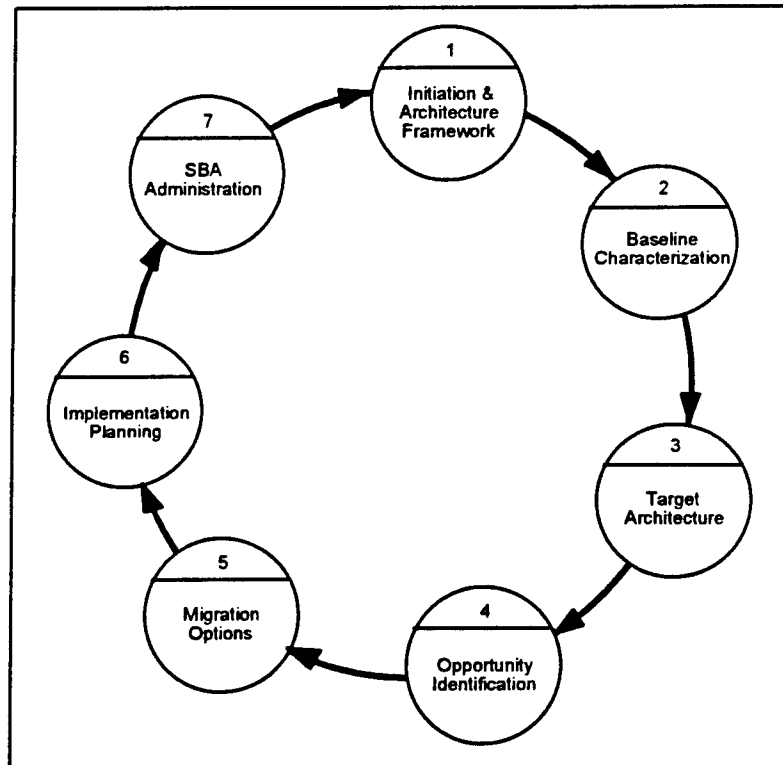 1
Initiation &
Architecture
Framework
2
Baseline
Characterization
3
Target
Architecture
4
Opportunity
Identification
5
Migration
Options
6
Implementation
Planning
7
SBA
Administration